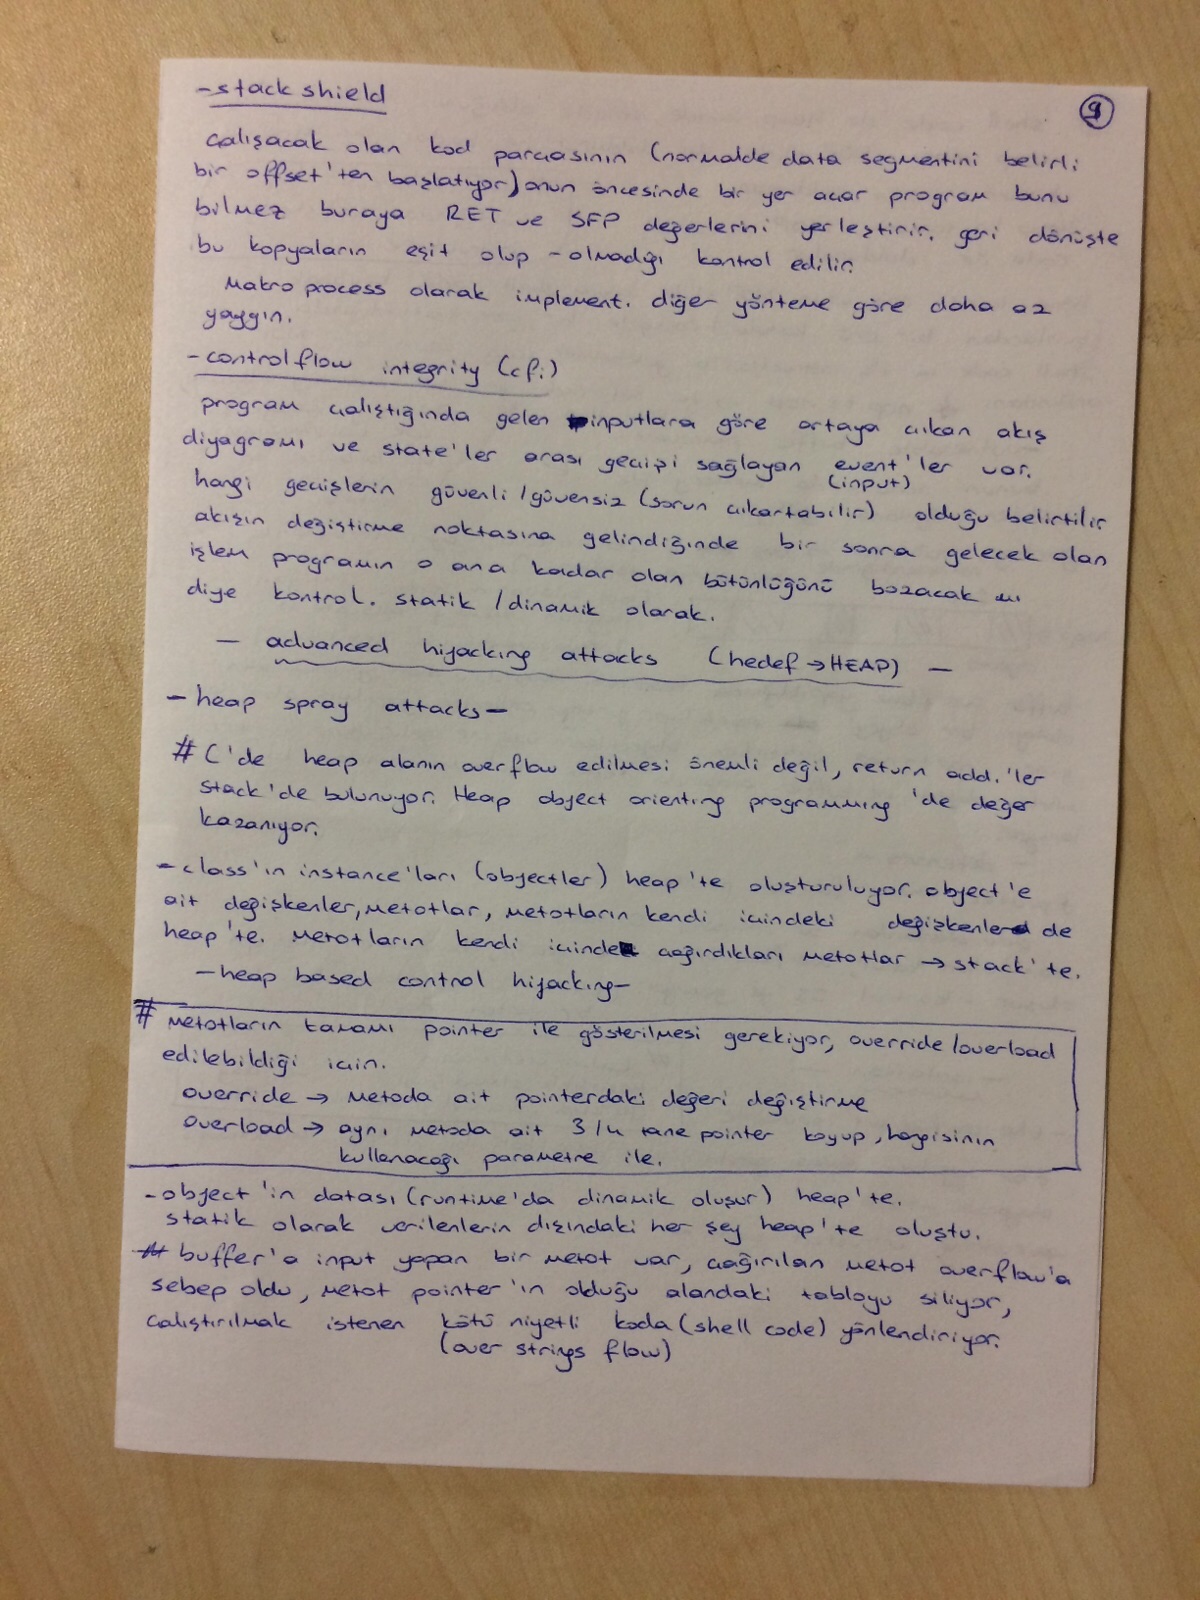 - stack shield
9
çalışacak olan kod parçasının (normalde data segmentini belirli
bir offset'ten başlatıyor) onun öncesinde bir yer açar program bunu
bilmez buraya RET ve SFP değerlerini yerleştirir. geri dönüşte
bu kopyaların eşit olup -olmadığı kontrol edilir.
Makro process olarak implement. diğer yönteme göre daha az
yaygın.
- control flow integrity (cfi)
program çalıştığında gelen inputlara göre ortaya çıkan akış
diyagramı ve state'ler arası geçişi sağlayan event'ler var.
(input)
hangi geçişlerin güvenli/güvensiz (sorun çıkartabilir) olduğu belirtilir
akışın değiştirme noktasına gelindiğinde bir sonra gelecek olan
işlem programın o ana kadar olan bütünlüğünü bozacak mı
diye kontrol. statik /dinamik olarak.
— advanced hijacking attacks (hedef → HEAP) —
- heap spray attacks -
# C'de heap alanın overflow edilmesi önemli değil, return add.'ler
stack'de bulunuyor. Heap object orienting programming 'de değer
kazanıyor.
- class'ın instance'ları (objectler) heap'te oluşturuluyor. object'e
ait değişkenler, metotlar, metotların kendi içindeki değişkenler de
heap'te. metotların kendi içinde çağırdıkları metotlar → stack'te.
- heap based control hijacking -
# metotların tamamı pointer ile gösterilmesi gerekiyor, override/overload
edilebildiği için.
override → metoda ait pointerdaki değeri değiştirme
overload → aynı metoda ait 3/4 tane pointer koyup, hangisinin
kullanacağı parametre ile.
- object'in datası (runtime'da dinamik oluşur) heap'te.
statik olarak verilenlerin dışındaki her şey heap'te oluştu.
# buffer'a input yapan bir metot var, çağırılan metot overflow'a
sebep oldu, metot pointer'ın olduğu alandaki tabloyu siliyor,
çalıştırılmak istenen kötü niyetli koda (shell code) yönlendiriyor.
(over strings flow)